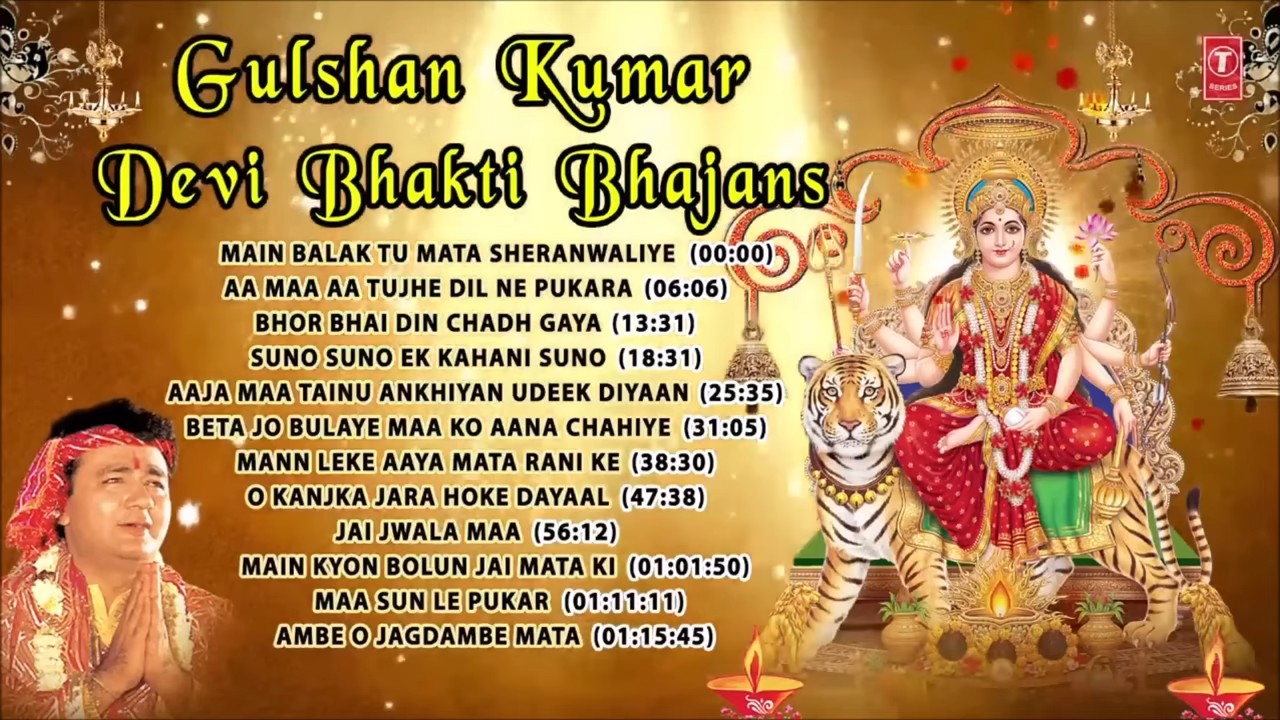 Gulshan Kumar
Devi Bhakti Bhajans
MAIN BALAK TU MATA SHERANWALIYE (00:00)
AA MAA AA TUJHE DIL NE PUKARA (06:06)
BHOR BHAI DIN CHADH GAYA (13:31)
SUNO SUNO EK KAHANI SUNO (18:31)
AAJA MAA TAINU ANKHIYAN UDEEK DIYAAN (25:35)
BETA JO BULAYE MAA KO AANA CHAHIYE (31:05)
MANN LEKE AAYA MATA RANI KE (38:30)
O KANJKA JARA HOKE DAYAAL (47:38)
JAI JWALA MAA (56:12)
MAIN KYON BOLUN JAI MATA KI (01:01:50)
MAA SUN LE PUKAR (01:11:11)
AMBE O JAGDAMBE MATA (01:15:45)
T
SERIES